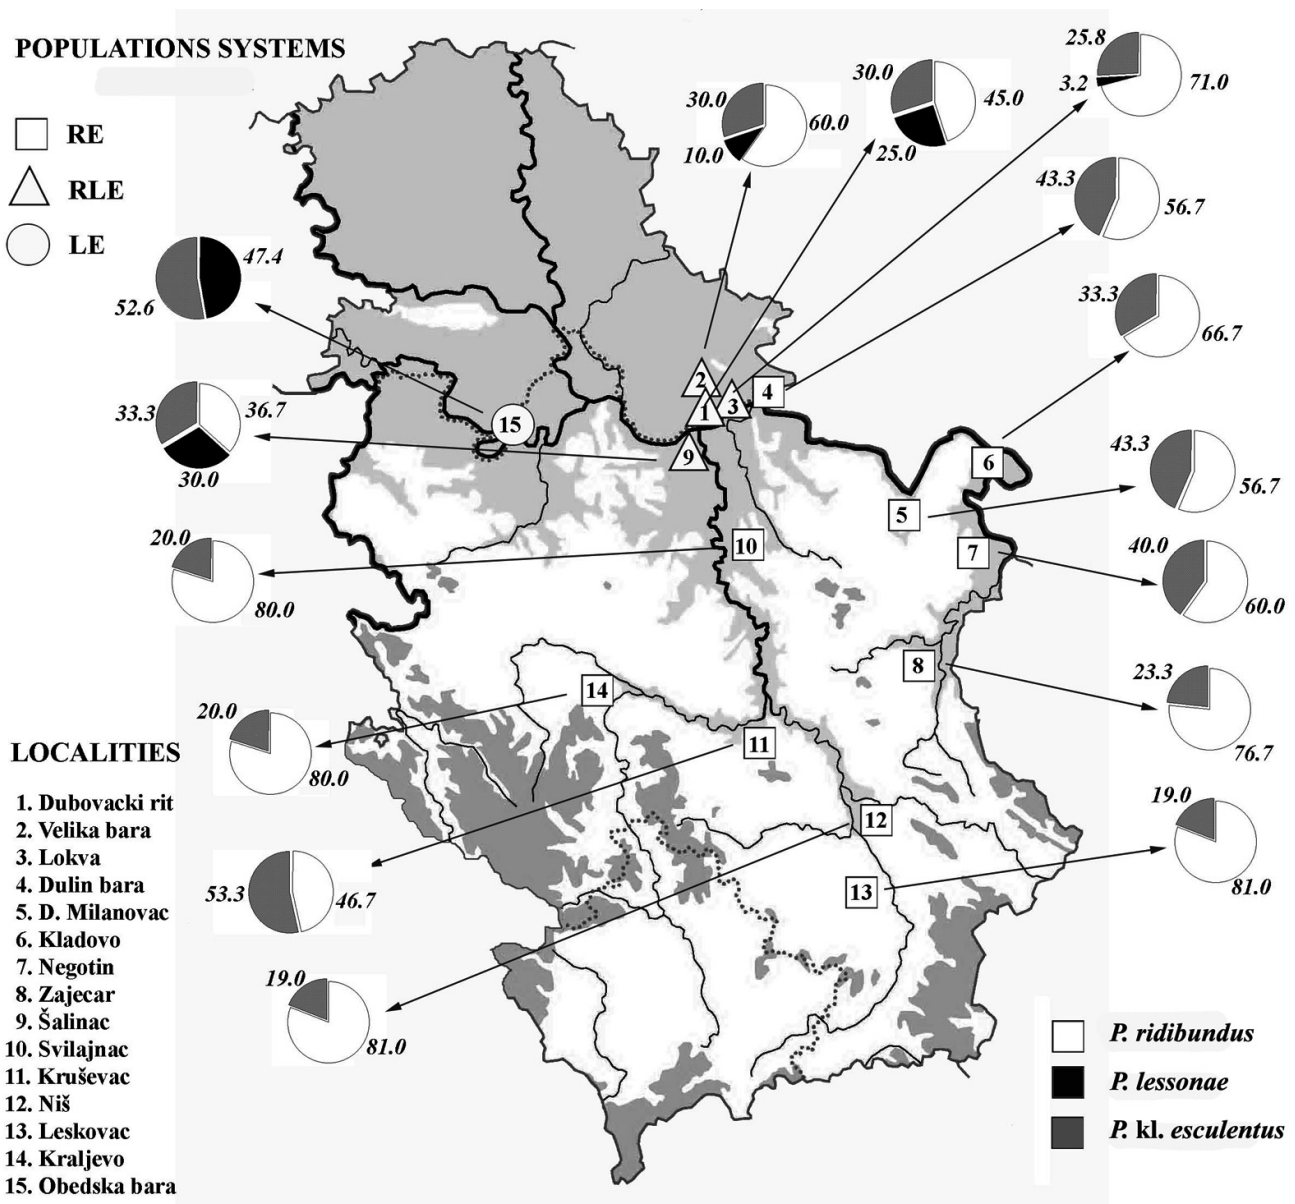 POPULATIONS SYSTEMS
RE
RLE
LE
30.0
60.0
10.0
30.0
45.0
25.0
25.8
3.2
71.0
43.3
56.7
33.3
66.7
43.3
56.7
40.0
60.0
23.3
76.7
19.0
81.0
47.4
52.6
33.3
36.7
30.0
20.0
80.0
20.0
80.0
53.3
46.7
19.0
81.0
2
1
3
4
15
9
6
5
10
7
8
14
11
12
13
LOCALITIES
1. Dubovacki rit
2. Velika bara
3. Lokva
4. Dulin bara
5. D. Milanovac
6. Kladovo
7. Negotin
8. Zajecar
9. Šalinac
10. Svilajnac
11. Kruševac
12. Niš
13. Leskovac
14. Kraljevo
15. Obedska bara
P. ridibundus
P. lessonae
P. kl. esculentus